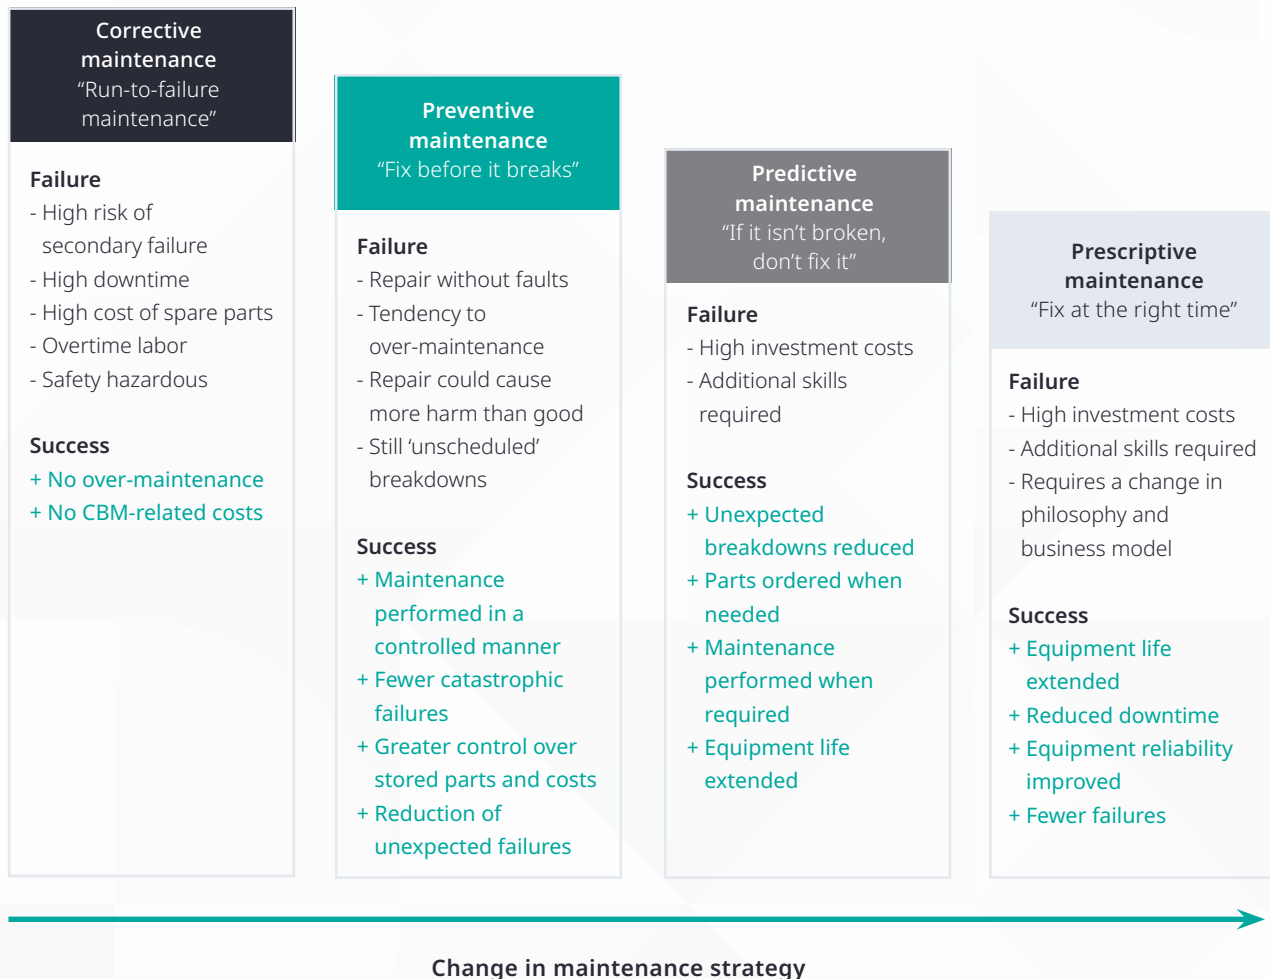 Corrective
maintenance
“Run-to-failure
maintenance”
Failure
- High risk of
secondary failure
- High downtime
- High cost of spare parts
- Overtime labor
- Safety hazardous
Success
+ No over-maintenance
+ No CBM-related costs
Preventive
maintenance
“Fix before it breaks”
Failure
- Repair without faults
- Tendency to
over-maintenance
- Repair could cause
more harm than good
- Still ‘unscheduled’
breakdowns
Success
+ Maintenance
performed in a
controlled manner
+ Fewer catastrophic
failures
+ Greater control over
stored parts and costs
+ Reduction of
unexpected failures
Predictive
maintenance
“If it isn’t broken,
don’t fix it”
Failure
- High investment costs
- Additional skills
required
Success
+ Unexpected
breakdowns reduced
+ Parts ordered when
needed
+ Maintenance
performed when
required
+ Equipment life
extended
Prescriptive
maintenance
“Fix at the right time”
Failure
- High investment costs
- Additional skills required
- Requires a change in
philosophy and
business model
Success
+ Equipment life
extended
+ Reduced downtime
+ Equipment reliability
improved
+ Fewer failures
Change in maintenance strategy